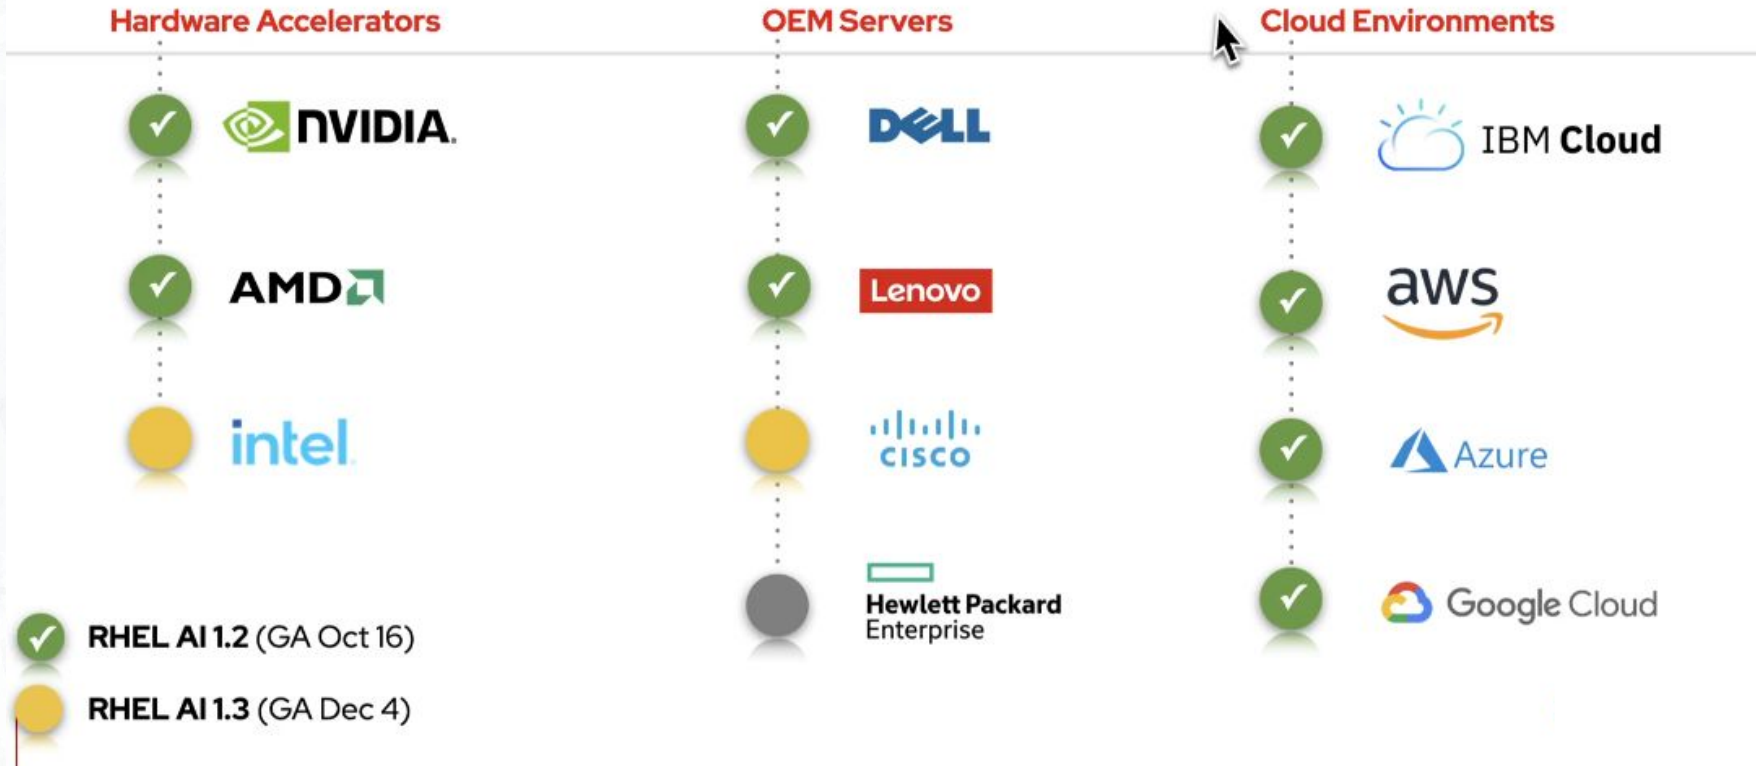 Hardware Accelerators
OEM Servers
Cloud Environments
NVIDIA.
DELL
IBM Cloud
AMD
Lenovo
aws
intel.
CISCO
Azure
Hewlett Packard
Enterprise
Google Cloud
RHEL AI 1.2 (GA Oct 16)
RHEL AI 1.3 (GA Dec 4)